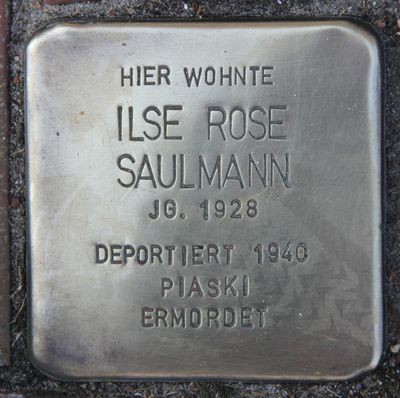 HIER WOHNTE
ILSE ROSE
SAULMANN
JG. 1928
DEPORTIERT 1940
PIASKI
ERMORDET